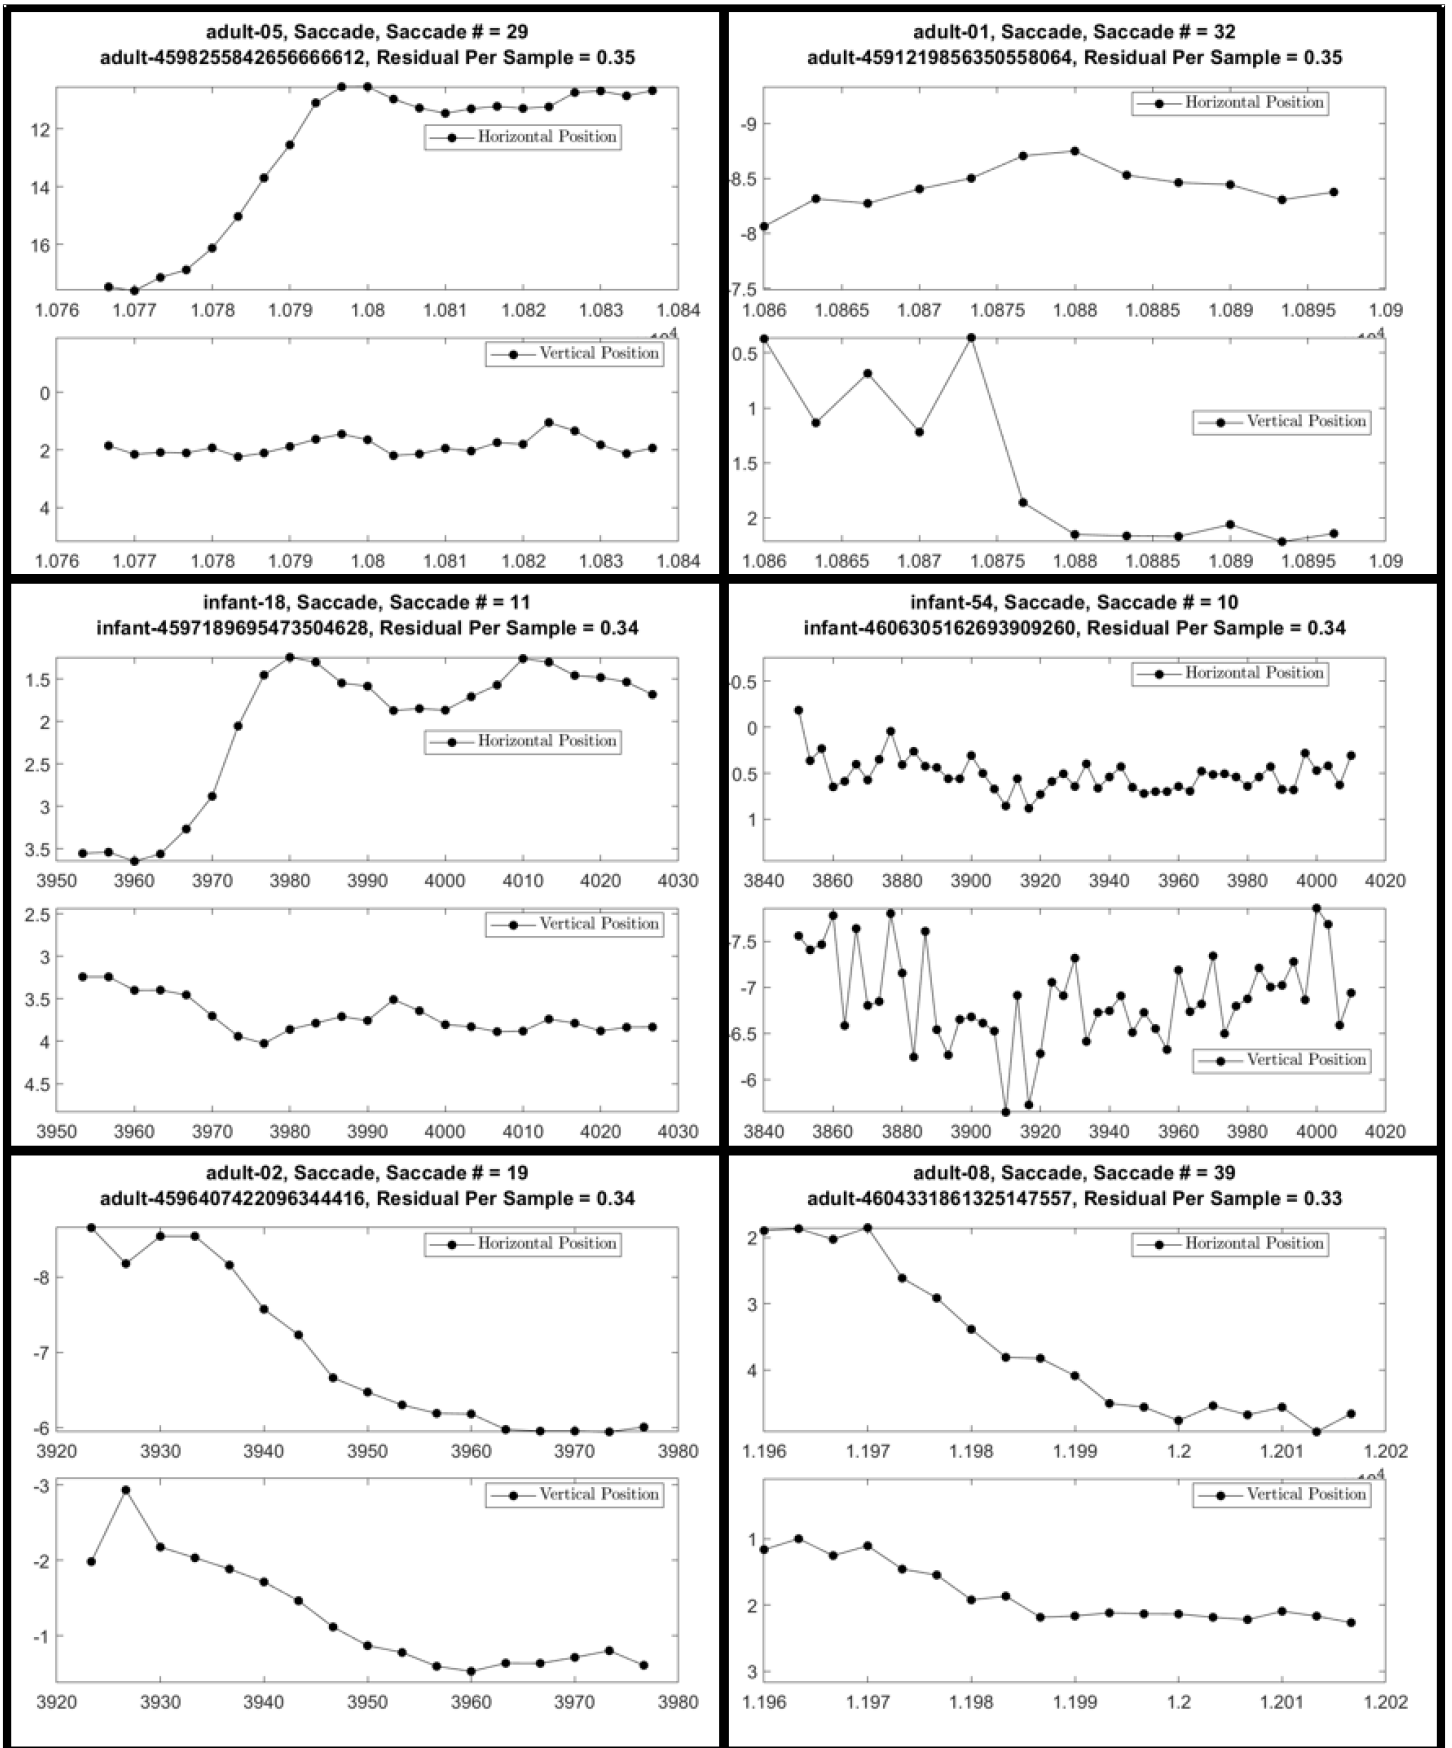 adult-05, Saccade, Saccade # = 29
adult-4598255842656666612, Residual Per Sample = 0.35
Horizontal Position
12
14
16
1.076 1.077 1.078 1.079 1.08 1.081 1.082 1.083 1.084
Vertical Position
0
2
4
1.076 1.077 1.078 1.079 1.08 1.081 1.082 1.083 1.084
adult-01, Saccade, Saccade # = 32
adult-4591219856350558064, Residual Per Sample = 0.35
Horizontal Position
-9
-8.5
-8
-7.5
1.086 1.0865 1.087 1.0875 1.088 1.0885 1.089 1.0895 1.09
0.5
1
Vertical Position
1.5
2
1.086 1.0865 1.087 1.0875 1.088 1.0885 1.089 1.0895 1.09
infant-18, Saccade, Saccade # = 11
infant-4597189695473504628, Residual Per Sample = 0.34
1.5
2
Horizontal Position
2.5
3
3.5
3950 3960 3970 3980 3990 4000 4010 4020 4030
2.5
Vertical Position
3
3.5
4
4.5
3950 3960 3970 3980 3990 4000 4010 4020 4030
infant-54, Saccade, Saccade # = 10
infant-4606305162693909260, Residual Per Sample = 0.34
Horizontal Position
-0.5
0
0.5
1
3840 3860 3880 3900 3920 3940 3960 3980 4000 4020
-7.5
-7
-6.5
Vertical Position
-6
3840 3860 3880 3900 3920 3940 3960 3980 4000 4020
adult-02, Saccade, Saccade # = 19
adult-4596407422096344416, Residual Per Sample = 0.34
Horizontal Position
-8
-7
-6
3920 3930 3940 3950 3960 3970 3980
-3
Vertical Position
-2
-1
3920 3930 3940 3950 3960 3970 3980
adult-08, Saccade, Saccade # = 39
adult-4604331861325147557, Residual Per Sample = 0.33
2
Horizontal Position
3
4
1.196 1.197 1.198 1.199 1.2 1.201 1.202
Vertical Position
1
2
3
1.196 1.197 1.198 1.199 1.2 1.201 1.202